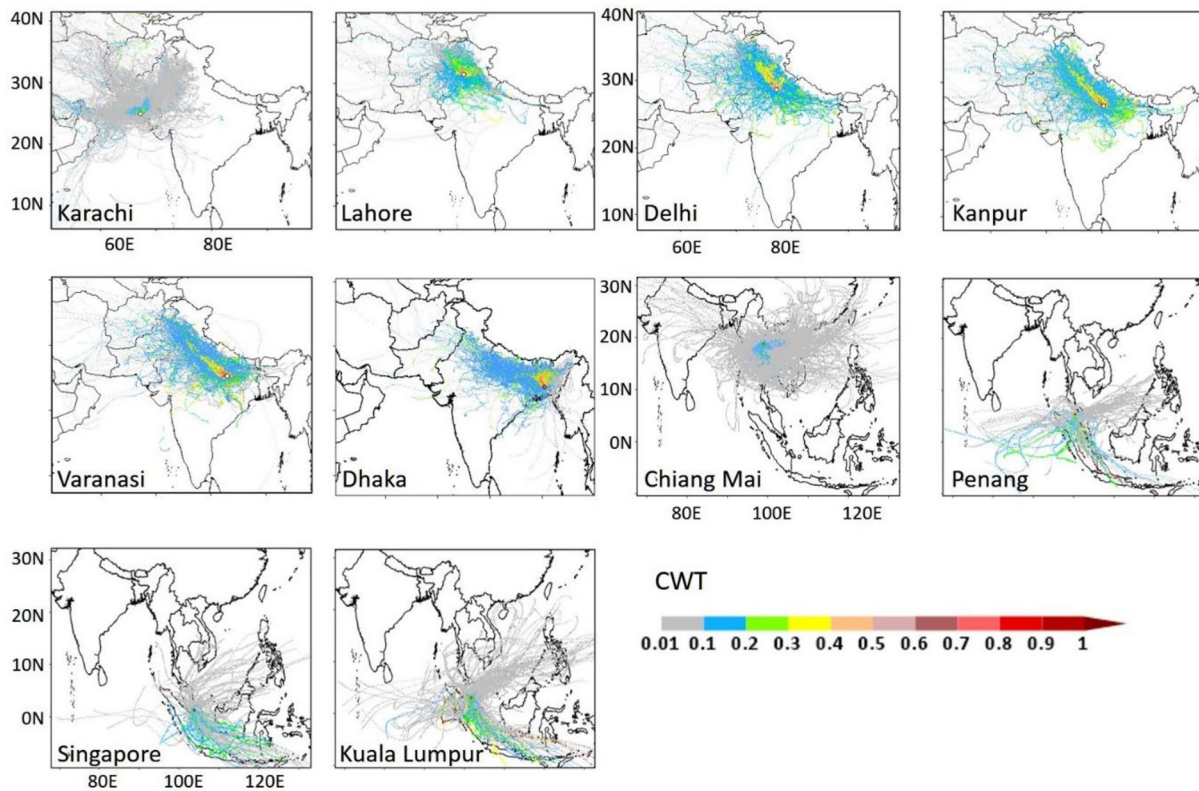 40N
30N
20N
10N
Karachi
60E 80E
Lahore
40N
30N
20N
10N
Delhi
60E 80E
Kanpur
Varanasi
Dhaka
30N
20N
10N
0N
Chiang Mai
80E 100E 120E
Penang
30N
20N
10N
0N
Singapore
80E 100E 120E
Kuala Lumpur
CWT
0.01 0.1 0.2 0.3 0.4 0.5 0.6 0.7 0.8 0.9 1